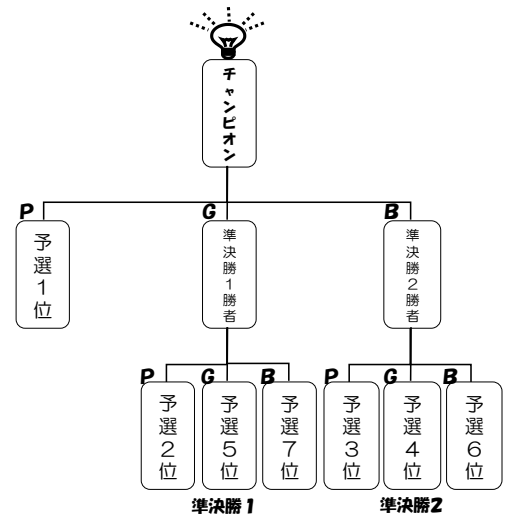 チャンピオン
P
G
B
予選1位
準決勝1勝者
準決勝2勝者
P
G
B
P
G
B
予選2位
予選5位
予選7位
予選3位
予選4位
予選6位
準決勝1
準決勝2